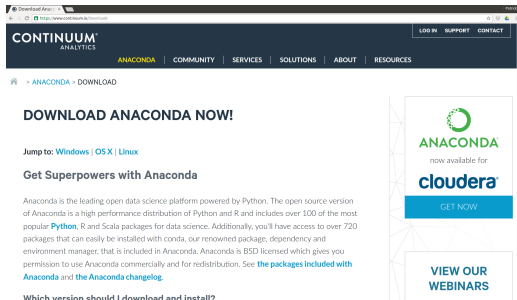 Download Anaco
Patrick
https://www.continuum.io/downloads
LOG IN SUPPORT CONTACT
CONTINUUM
ANALYTICS
ANACONDA | COMMUNITY | SERVICES | SOLUTIONS | ABOUT | RESOURCES
> ANACONDA > DOWNLOAD
DOWNLOAD ANACONDA NOW!
Jump to: Windows | OS X | Linux
Get Superpowers with Anaconda
Anaconda is the leading open data science platform powered by Python. The open source version
of Anaconda is a high performance distribution of Python and R and includes over 100 of the most
popular Python, R and Scala packages for data science. Additionally, you'll have access to over 720
packages that can easily be installed with conda, our renowned package, dependency and
environment manager, that is included in Anaconda. Anaconda is BSD licensed which gives you
permission to use Anaconda commercially and for redistribution. See the packages included with
Anaconda and the Anaconda changelog.
Which version should I download and install?
ANACONDA
now available for
cloudera
GET NOW
VIEW OUR
WEBINARS